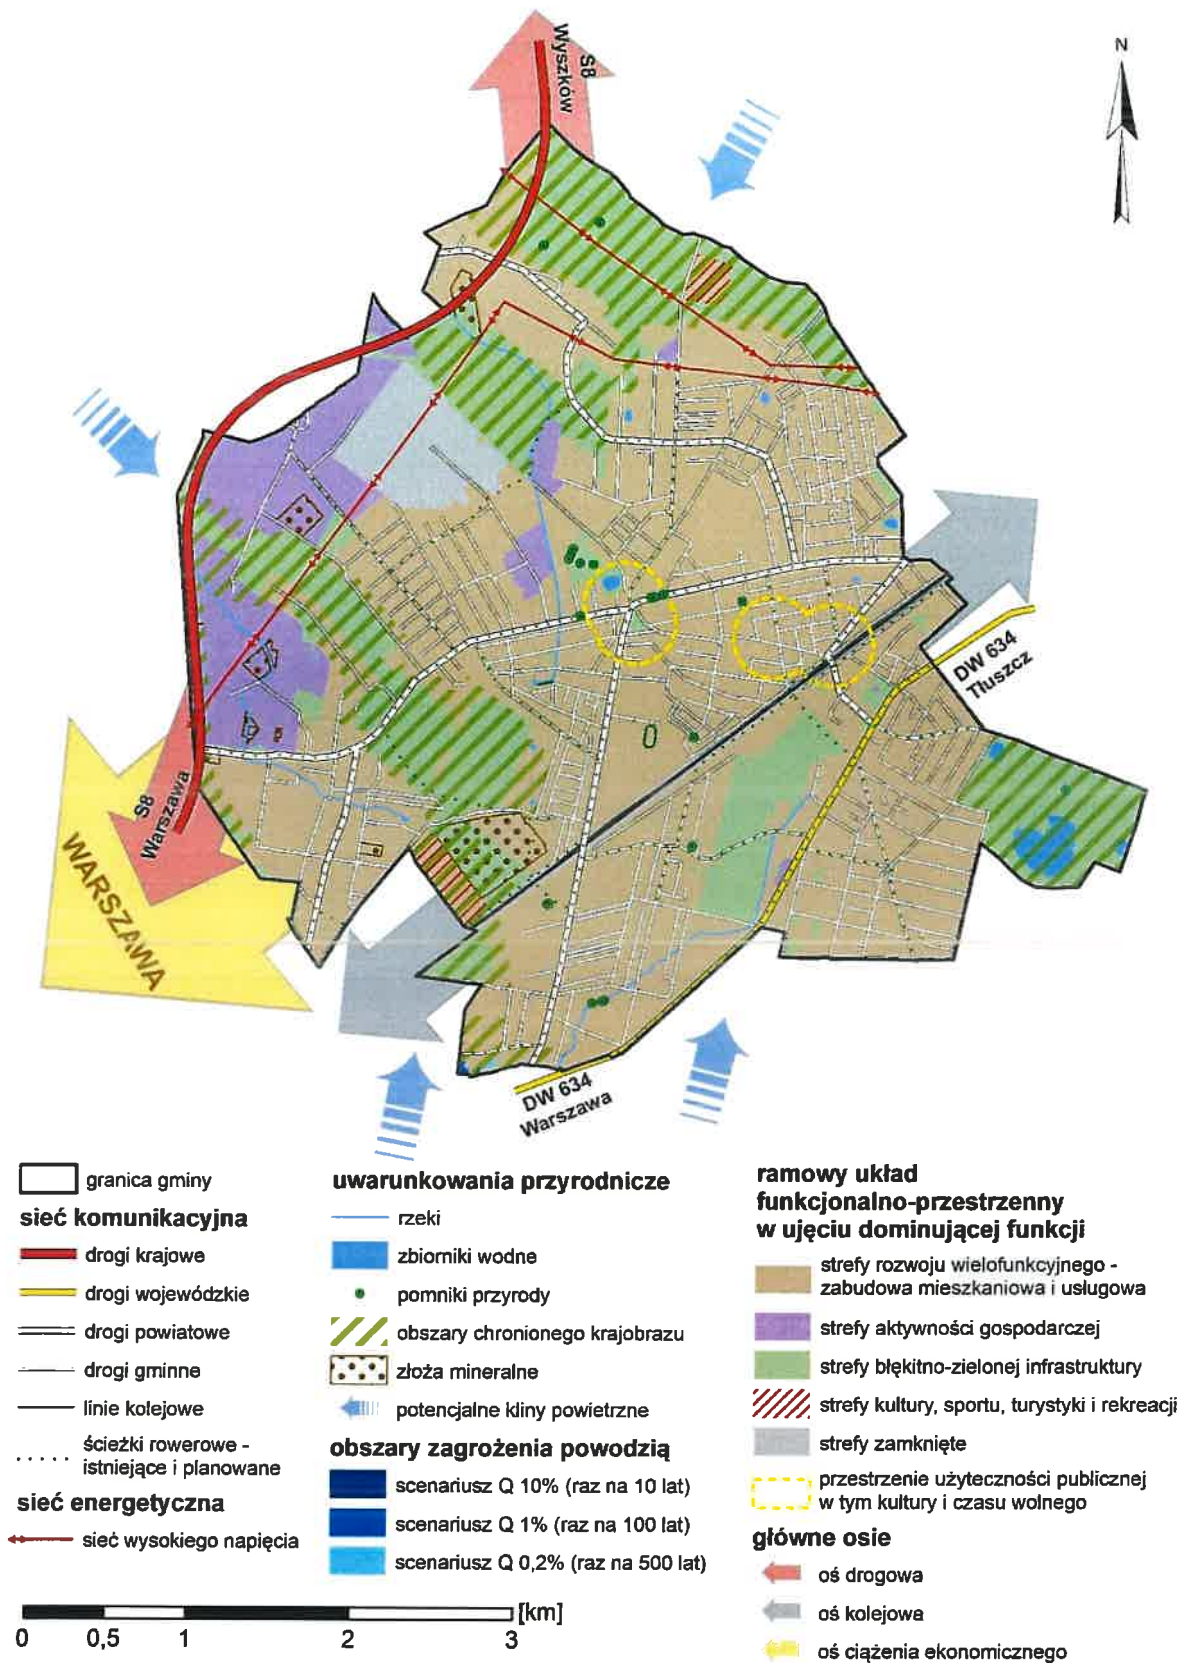 N
S8
Wyszków
DW 634
Tłuszcz
S8
Warszawa
WARSZAWA
DW 634
Warszawa
granica gminy
sieć komunikacyjna
drogi krajowe
drogi wojewódzkie
drogi powiatowe
drogi gminne
linie kolejowe
ścieżki rowerowe -
istniejące i planowane
sieć energetyczna
sieć wysokiego napięcia
uwarunkowania przyrodnicze
rzeki
zbiorniki wodne
pomniki przyrody
obszary chronionego krajobrazu
złoża mineralne
potencjalne kliny powietrzne
obszary zagrożenia powodzią
scenariusz Q 10% (raz na 10 lat)
scenariusz Q 1% (raz na 100 lat)
scenariusz Q 0,2% (raz na 500 lat)
ramowy układ
funkcjonalno-przestrzenny
w ujęciu dominującej funkcji
strefy rozwoju wielofunkcyjnego -
zabudowa mieszkaniowa i usługowa
strefy aktywności gospodarczej
strefy błękitno-zielonej infrastruktury
strefy kultury, sportu, turystyki i rekreacji
strefy zamknięte
przestrzenie użyteczności publicznej
w tym kultury i czasu wolnego
główne osie
oś drogowa
oś kolejowa
oś ciążenia ekonomicznego
[km]
0 0,5 1 2 3